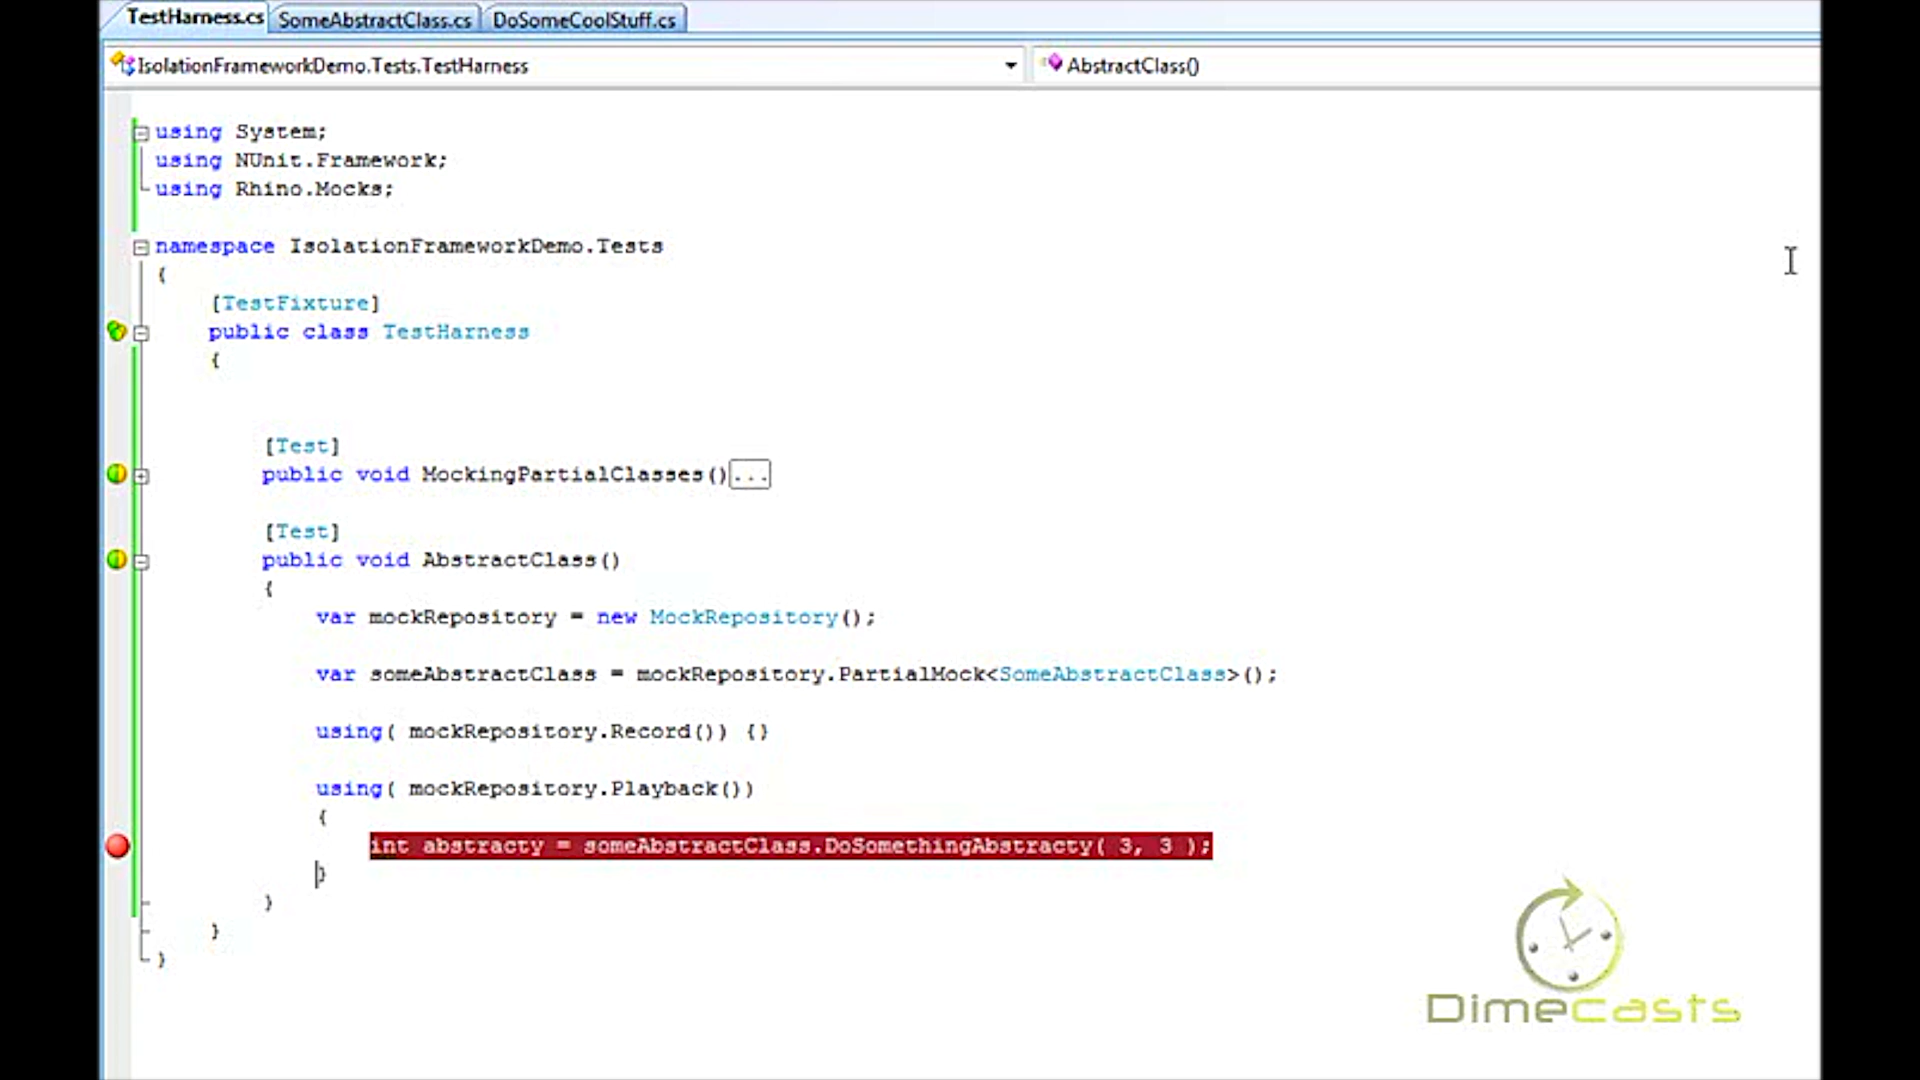 TestHarness.cs SomeAbstractClass.cs DoSomeCoolStuff.cs
IsolationFrameworkDemo.Tests.TestHarness AbstractClass()
using System;
using NUnit.Framework;
using Rhino.Mocks;
namespace IsolationFrameworkDemo.Tests
{
[TestFixture]
public class TestHarness
{
[Test]
public void MockingPartialClasses()...
[Test]
public void AbstractClass()
{
var mockRepository = new MockRepository();
var someAbstractClass = mockRepository.PartialMock<SomeAbstractClass>();
using( mockRepository.Record()) {}
using( mockRepository.Playback())
{
int abstracty = someAbstractClass.DoSomethingAbstracty( 3, 3 );
}
}
}
}
Dimecasts